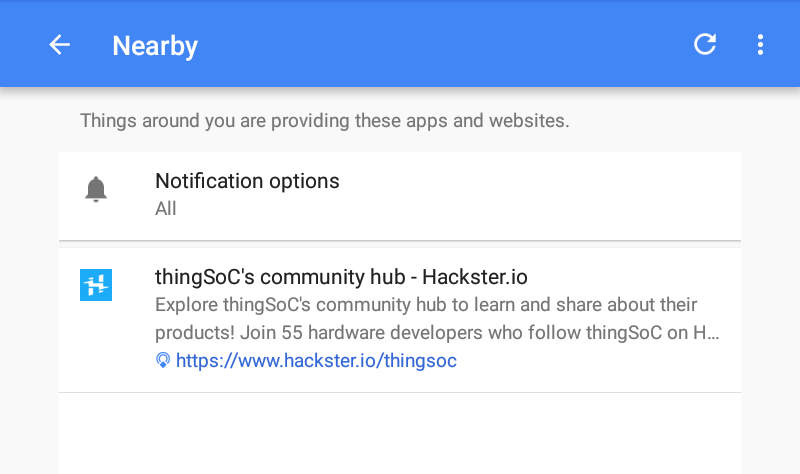 Nearby
Things around you are providing these apps and websites.
Notification options
All
thingSoC's community hub - Hackster.io
Explore thingSoC's community hub to learn and share about their
products! Join 55 hardware developers who follow thingSoC on H...
https://www.hackster.io/thingsoc